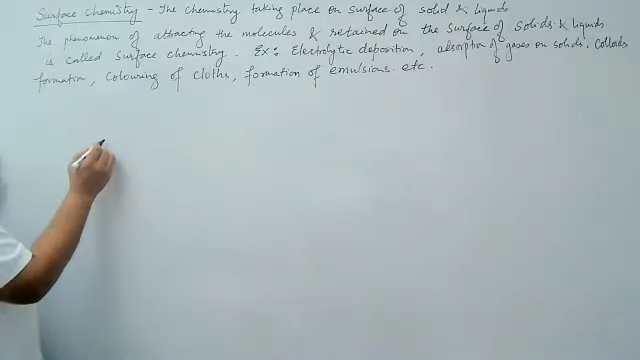 Surface Chemistry - The Chemistry taking place on surface of solid & liquids
The phenomenon of attracting the molecules & retained on the surface of solids & liquids
is called surface chemistry. Ex: Electrolyte deposition, absorption of gases on solids, Colloids
formation, Colouring of cloths, formation of emulsions. etc.